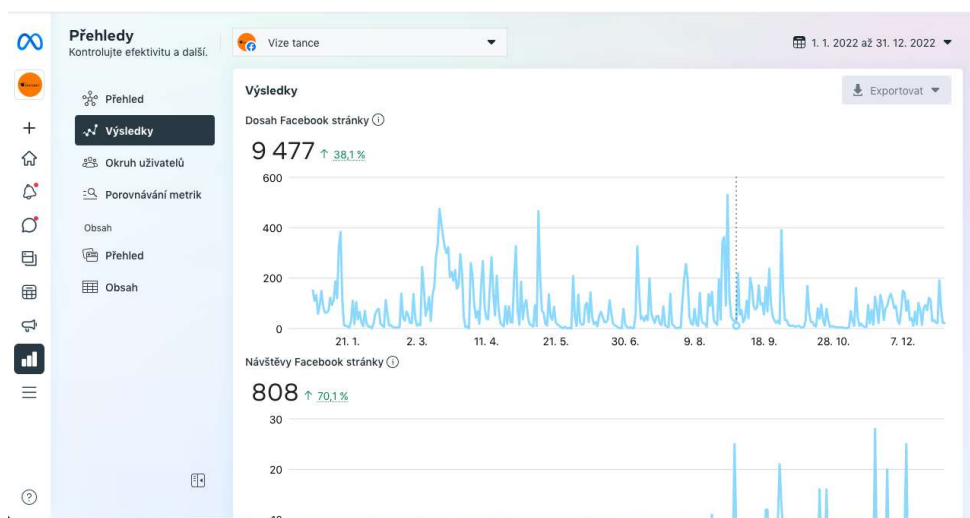 Přehledy
Kontrolujte efektivitu a další.
Vize tance
1. 1. 2022 až 31. 12. 2022
Přehled
Výsledky
Okruh uživatelů
Porovnávání metrik
Obsah
Přehled
Obsah
Výsledky
Exportovat
Dosah Facebook stránky
9 477 ↑ 38,1 %
600
400
200
0
21. 1. 2. 3. 11. 4. 21. 5. 30. 6. 9. 8. 18. 9. 28. 10. 7. 12.
Návštěvy Facebook stránky
808 ↑ 70,1 %
30
20